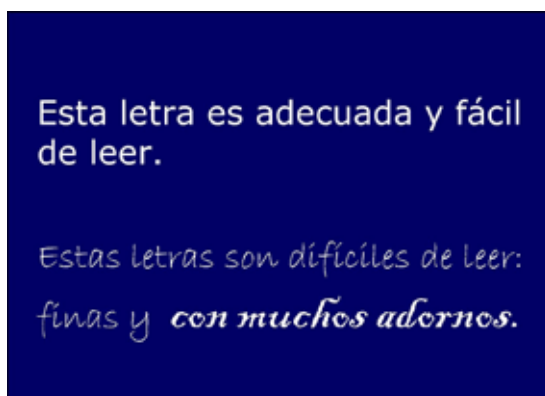 Esta letra es adecuada y fácil
de leer.
Estas letras son difíciles de leer:
finas y con muchos adornos.